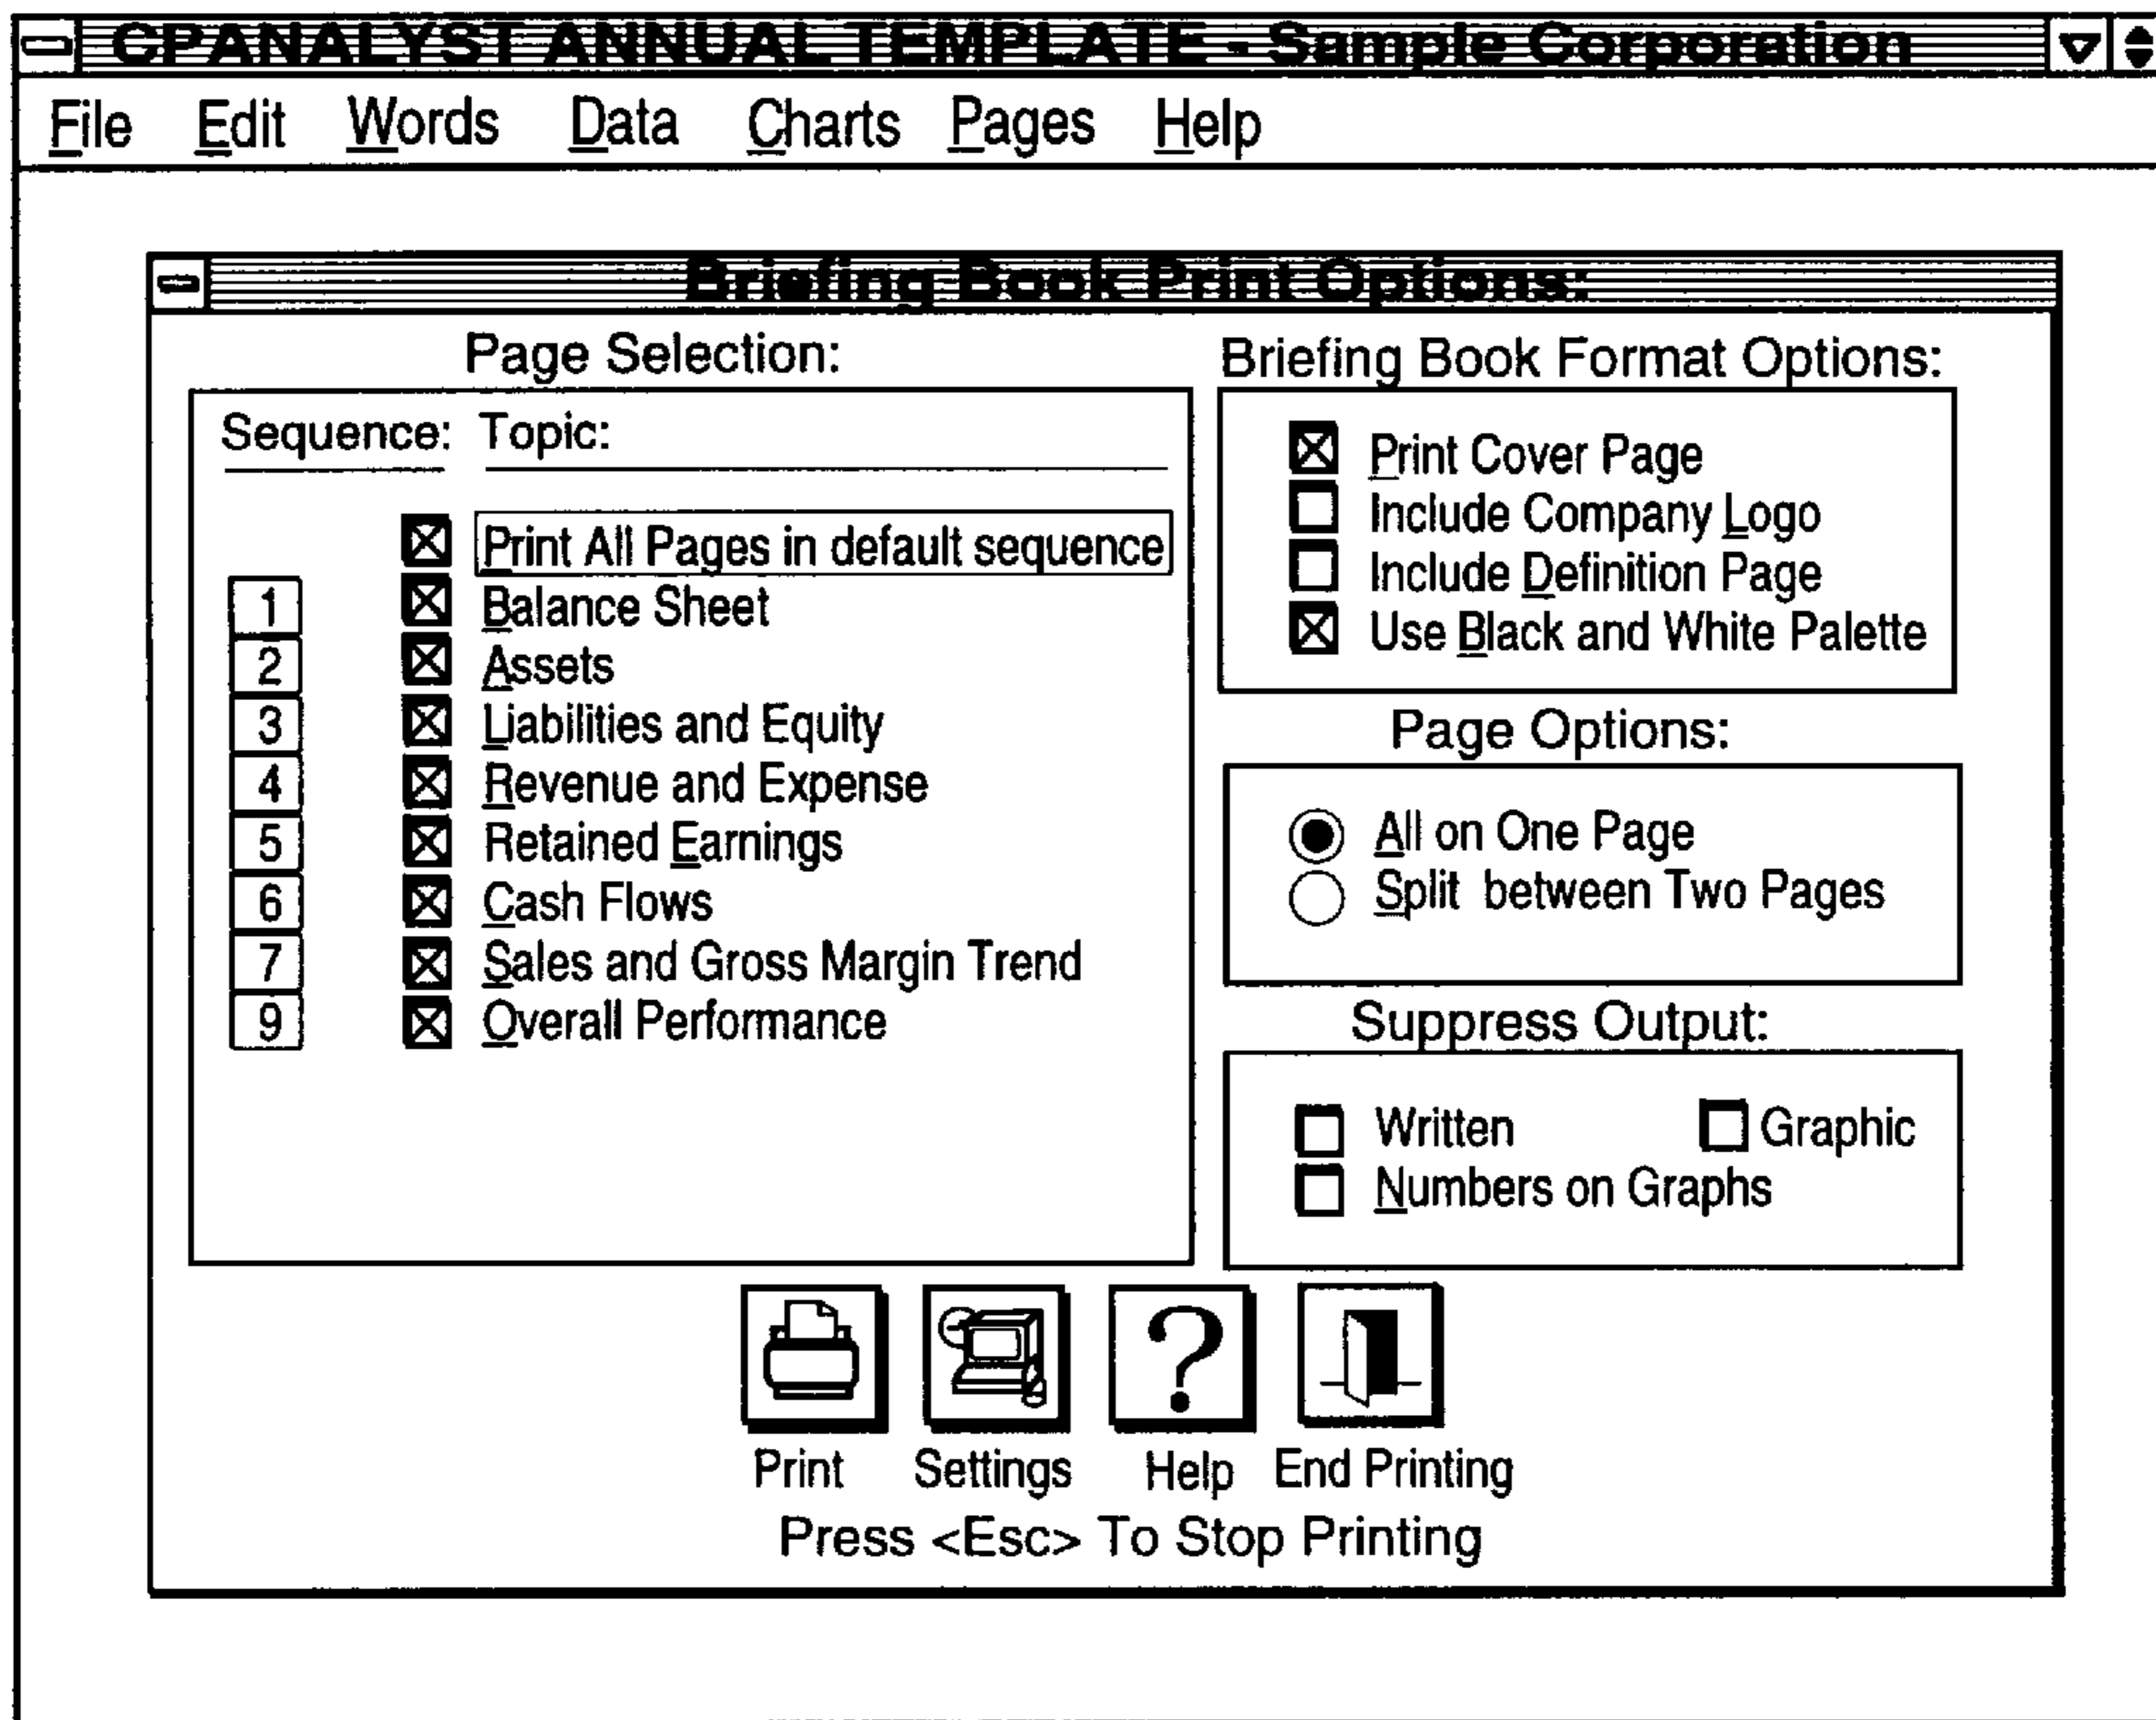 GPANALYST ANNUAL TEMPLATE - Sample Corporation
File Edit Words Data Charts Pages Help
Briefing Book Print Options:
Page Selection:
Sequence: Topic:
Print All Pages in default sequence
1 Balance Sheet
2 Assets
3 Liabilities and Equity
4 Revenue and Expense
5 Retained Earnings
6 Cash Flows
7 Sales and Gross Margin Trend
9 Overall Performance
Briefing Book Format Options:
Print Cover Page
Include Company Logo
Include Definition Page
Use Black and White Palette
Page Options:
All on One Page
Split between Two Pages
Suppress Output:
Written Graphic
Numbers on Graphs
Print Settings Help End Printing
Press <Esc> To Stop Printing